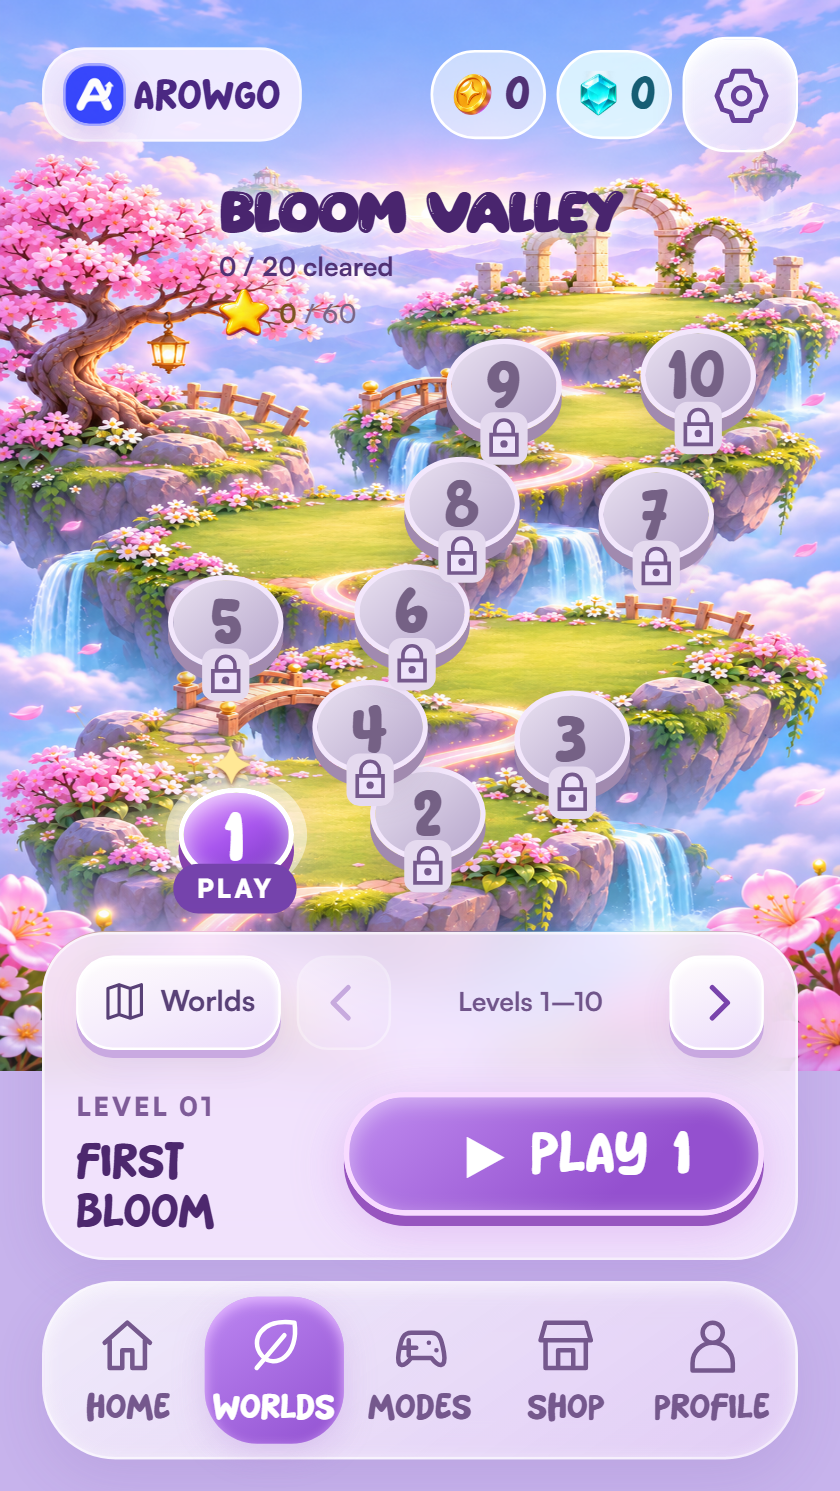 AROWGO
0
0
BLOOM VALLEY
0 / 20 cleared
0 / 60
9
10
8
7
5
6
4
3
1
2
PLAY
Worlds
Levels 1–10
LEVEL 01
FIRST
BLOOM
PLAY 1
HOME
WORLDS
MODES
SHOP
PROFILE